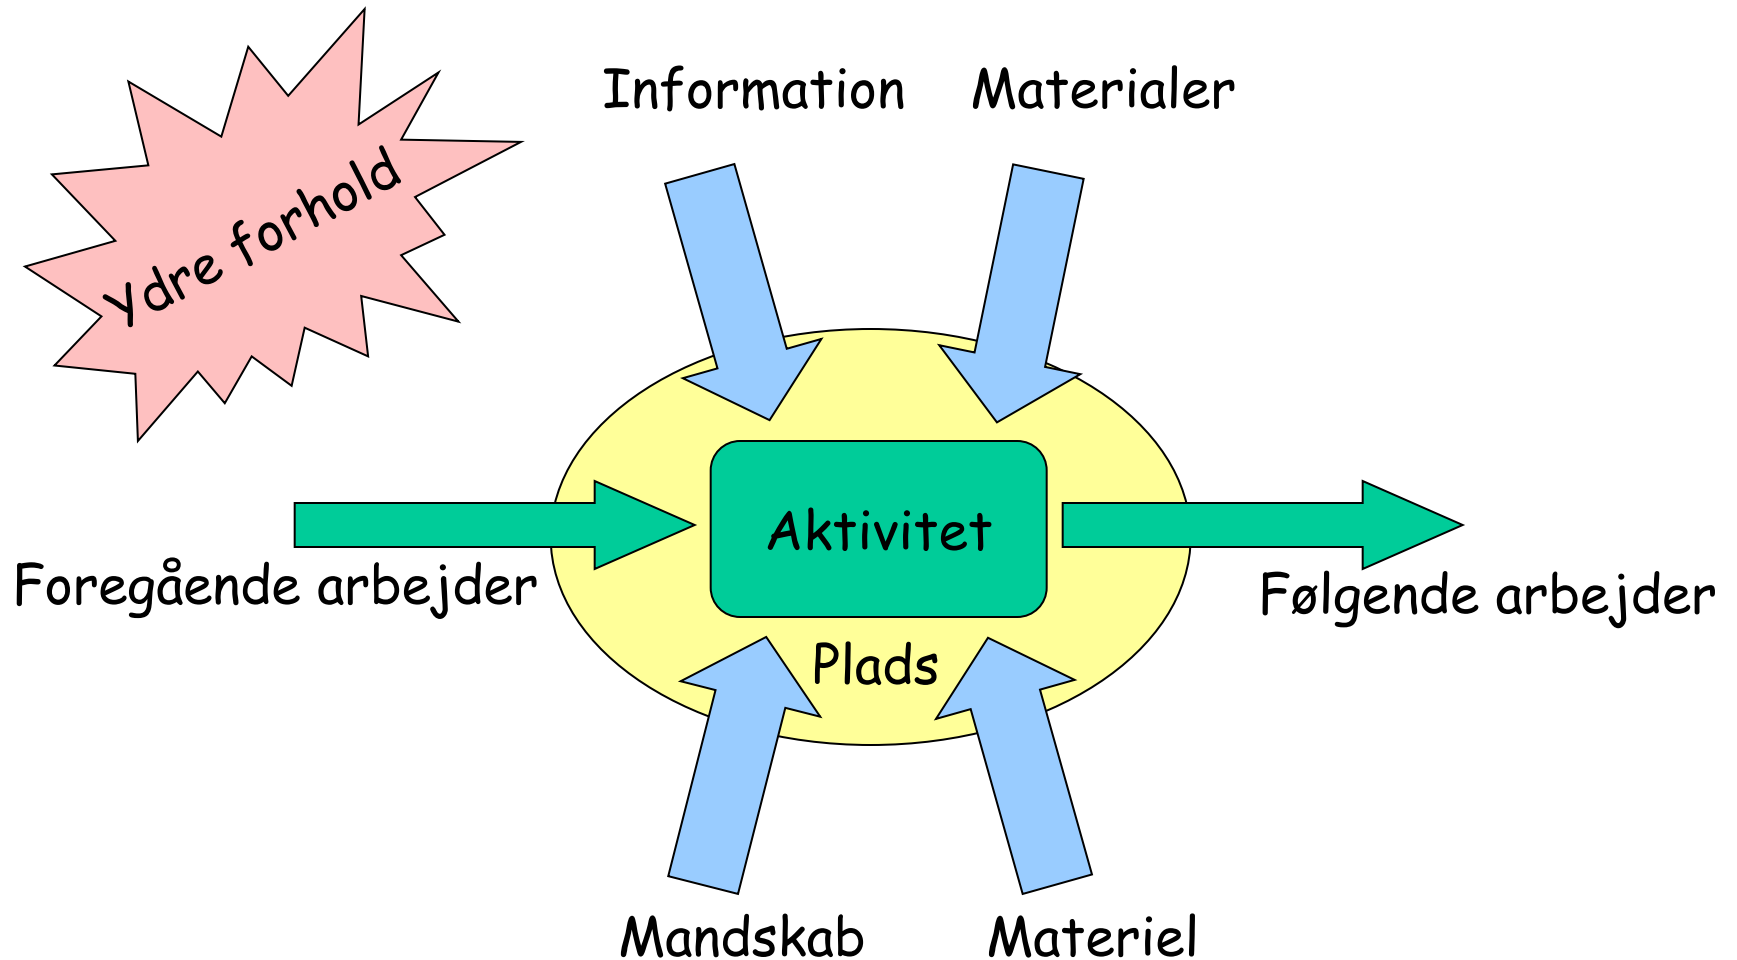 Information
Materialer
Ydre forhold
Aktivitet
Foregående arbejder
Følgende arbejder
Plads
Mandskab
Materiel